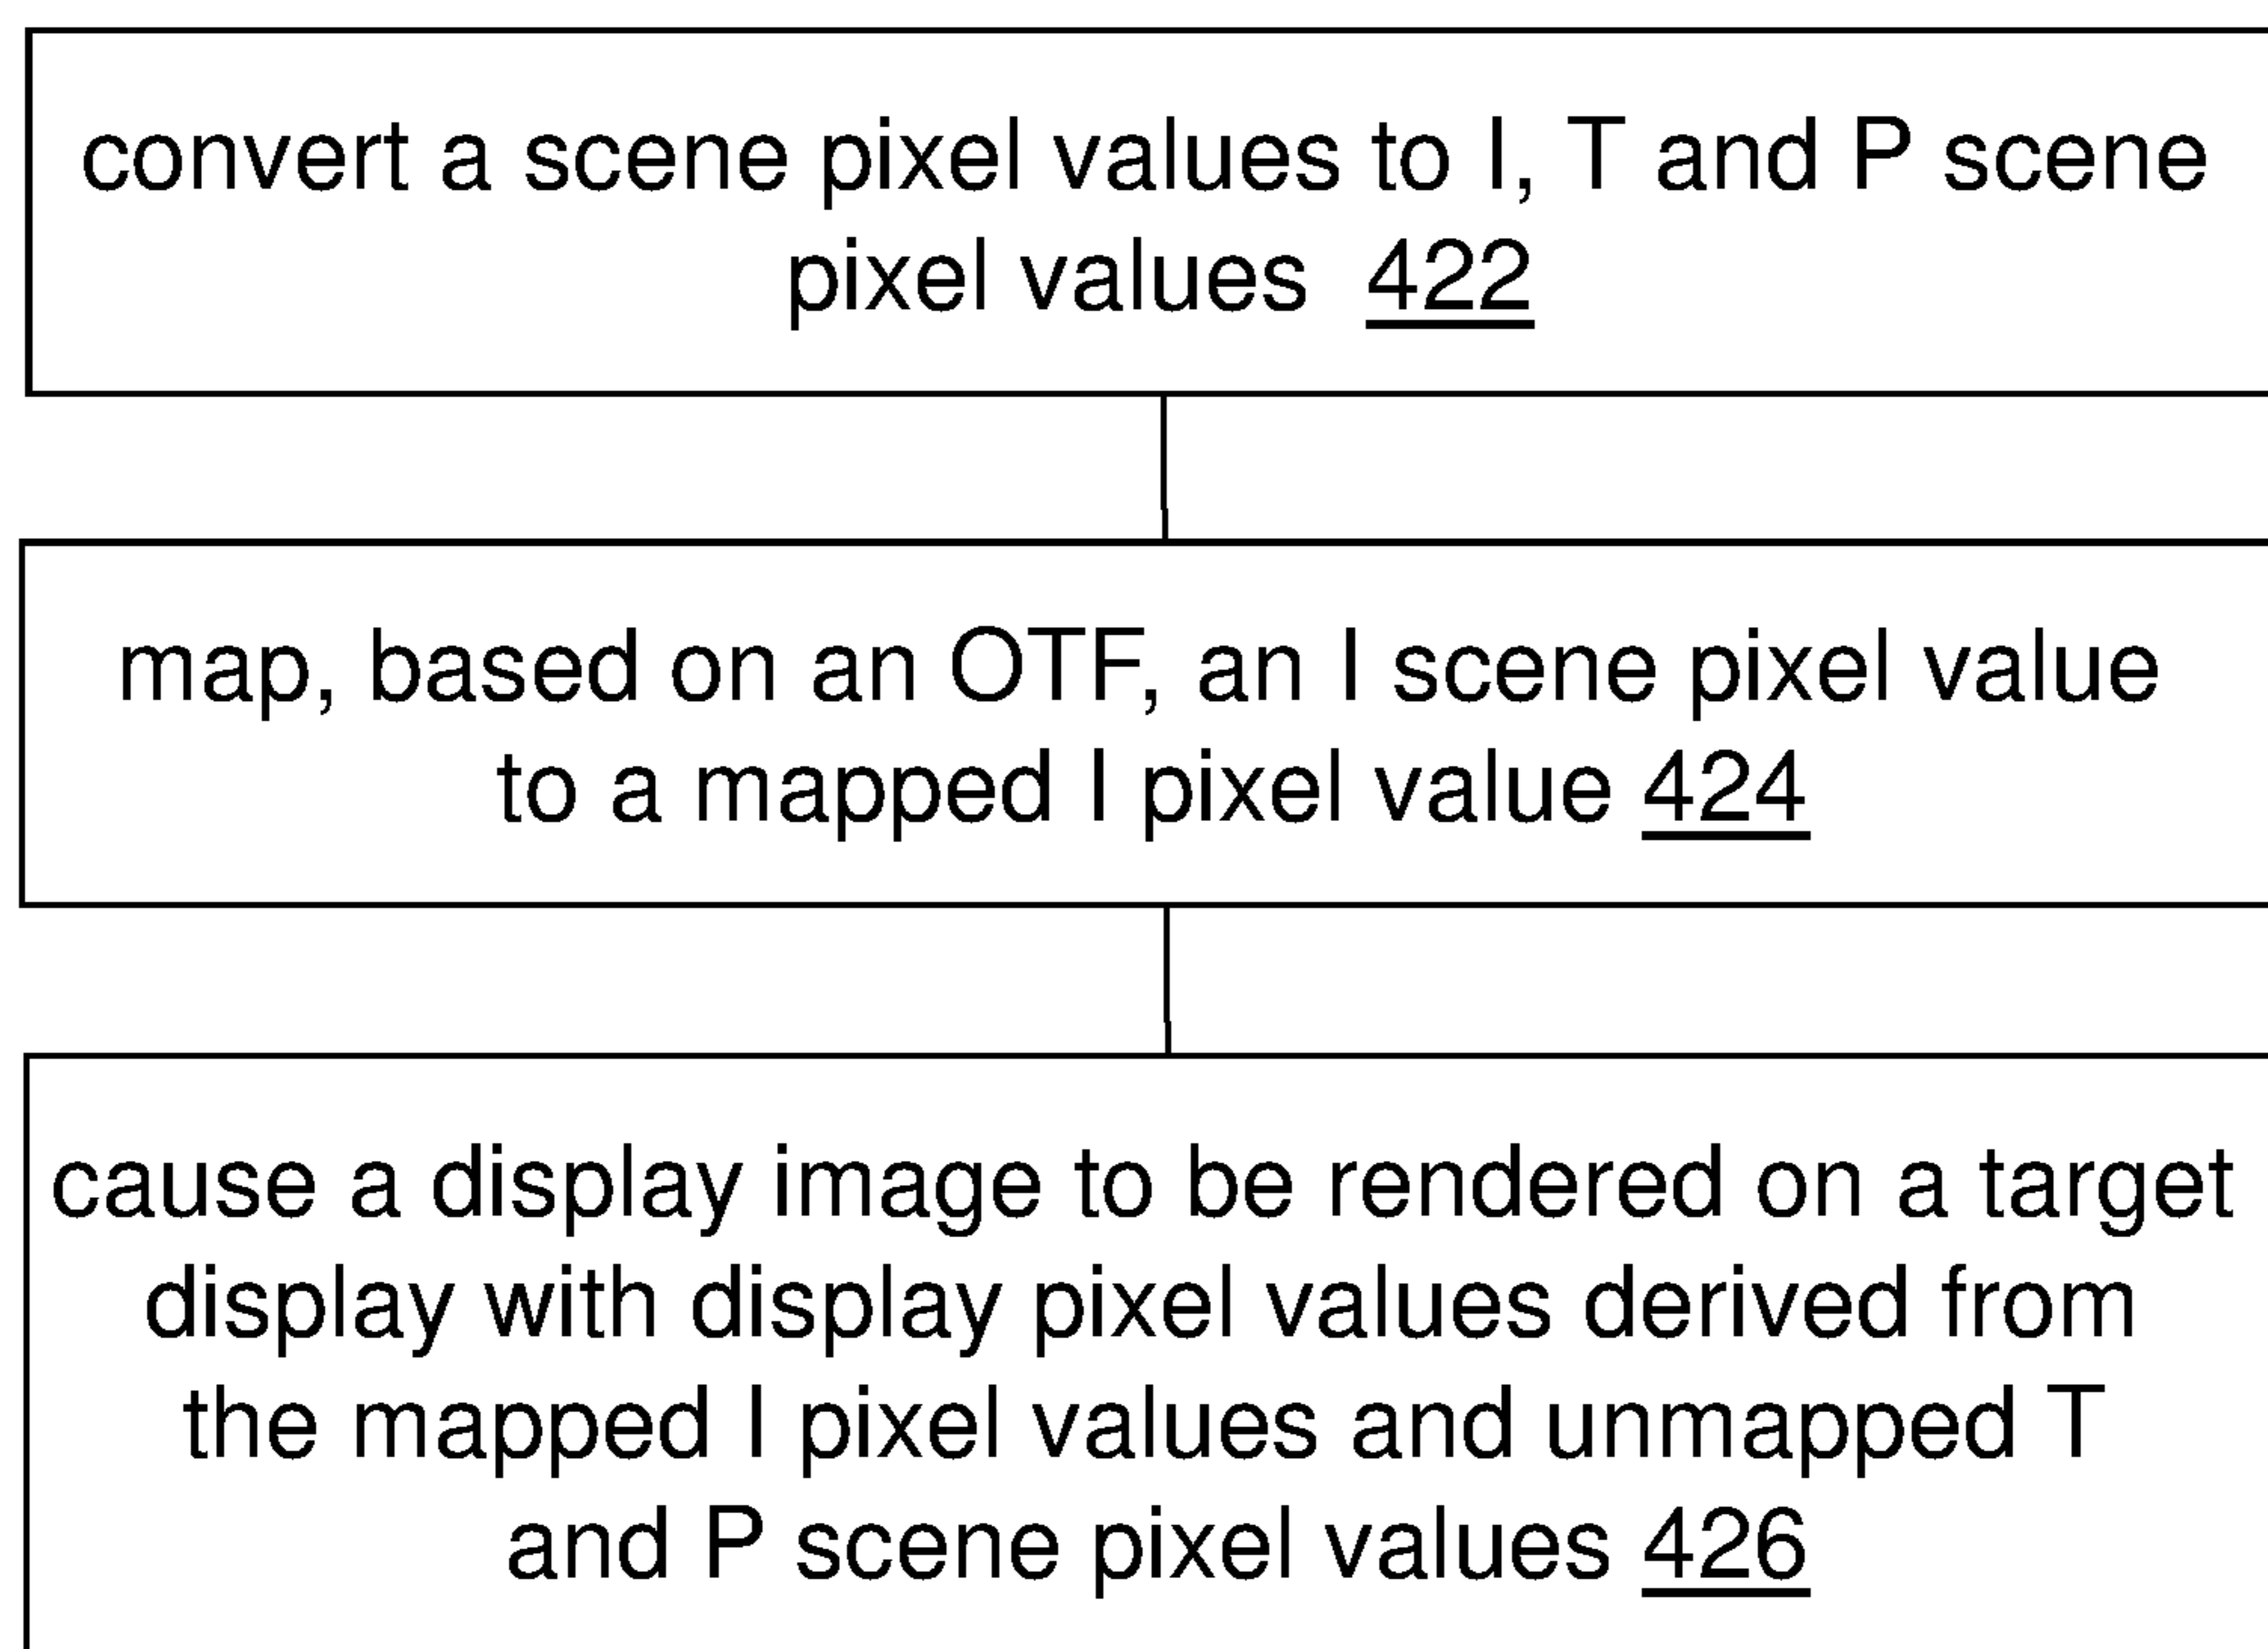 convert a scene pixel values to I, T and P scene
pixel values 422
map, based on an OTF, an I scene pixel value
to a mapped I pixel value 424
cause a display image to be rendered on a target
display with display pixel values derived from
the mapped I pixel values and unmapped T
and P scene pixel values 426